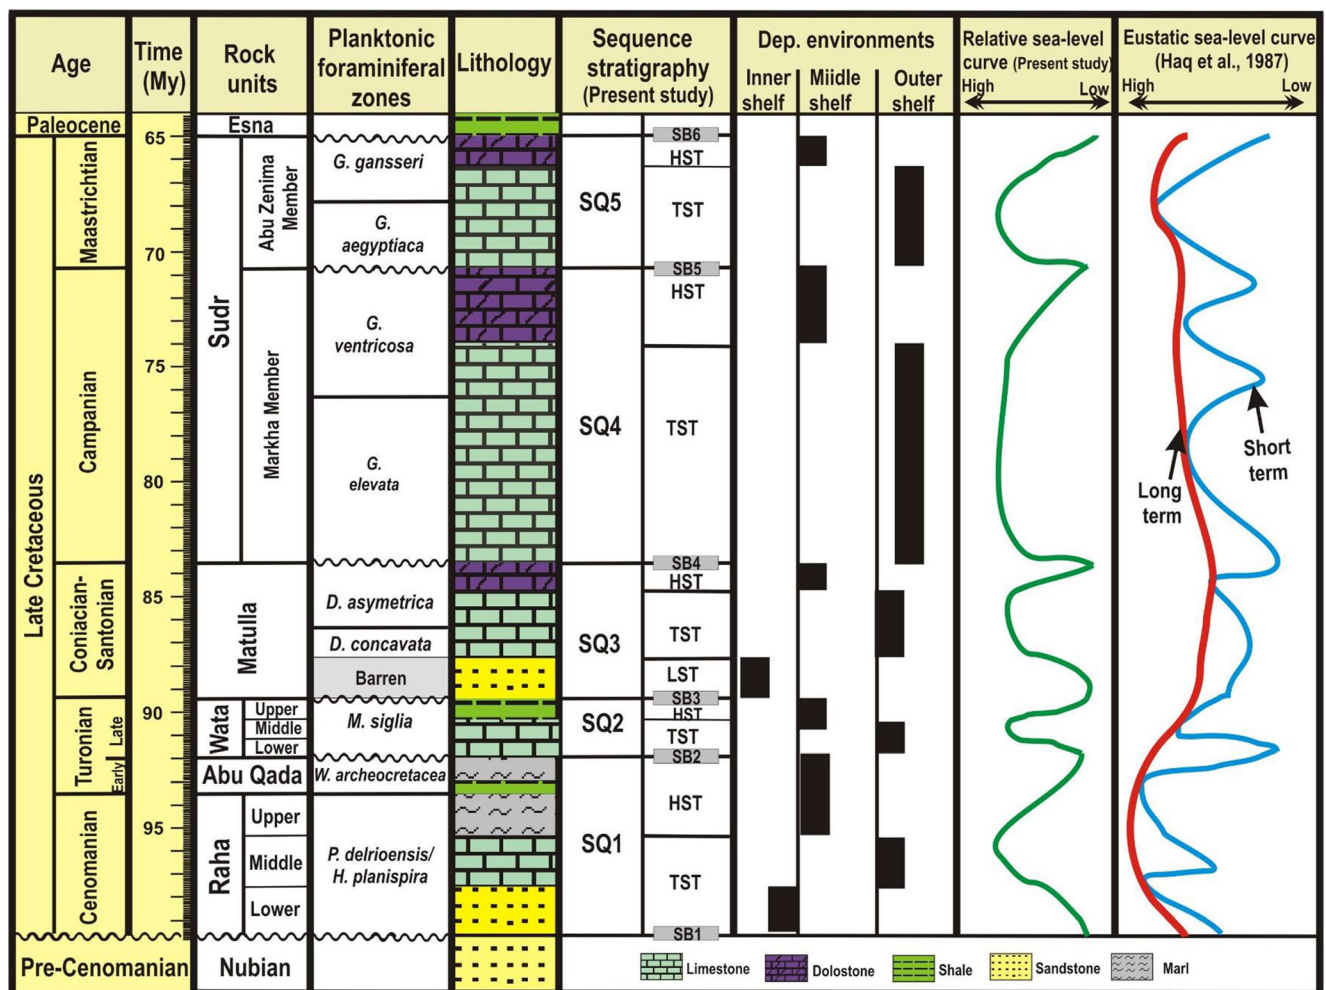 Age
Time
(My)
Rock
units
Planktonic
foraminiferal
zones
Lithology
Sequence
stratigraphy
(Present study)
Dep. environments
Inner
shelf
Miidle
shelf
Outer
shelf
Relative sea-level
curve (Present study)
High
Low
Eustatic sea-level curve
(Haq et al., 1987)
High
Low
Paleocene
Late Cretaceous
Maastrichtian
Campanian
Coniacian-
Santonian
Turonian
Early
Late
Cenomanian
Pre-Cenomanian
65
70
75
80
85
90
95
Esna
Sudr
Abu Zenima
Member
Markha Member
Matulla
Wata
Upper
Middle
Lower
Abu Qada
Raha
Upper
Middle
Lower
Nubian
G. gansseri
G.
aegyptiaca
G.
ventricosa
G.
elevata
D. asymetrica
D. concavata
Barren
M. siglia
W. archeocretacea
P. delrioensis/
H. planispira
SQ5
SQ4
SQ3
SQ2
SQ1
SB6
HST
TST
SB5
HST
TST
SB4
HST
TST
LST
SB3
HST
TST
SB2
HST
TST
SB1
Long
term
Short
term
Limestone
Dolostone
Shale
Sandstone
Marl